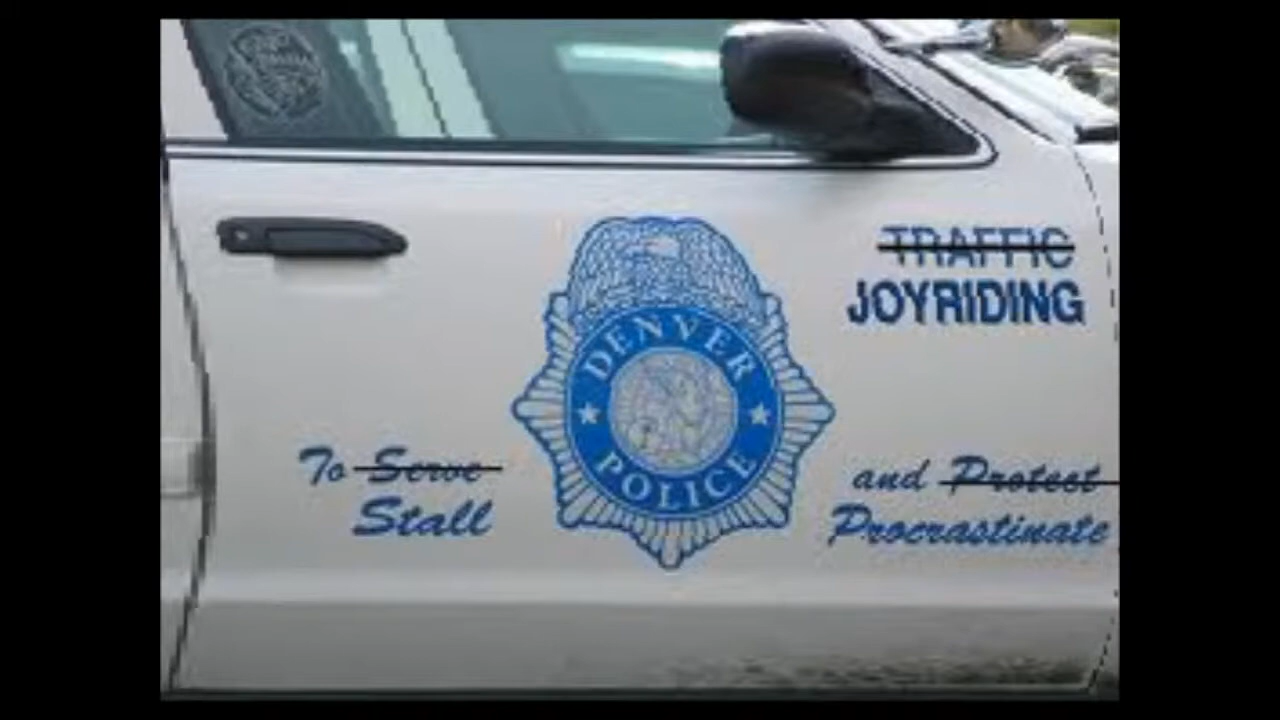 TRAFFIC
JOYRIDING
DENVER
POLICE
To Serve
Stall
and Protect
Procrastinate